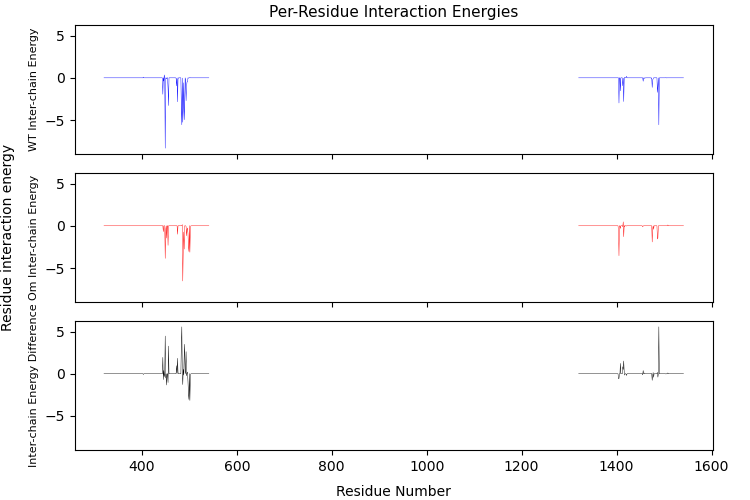 Per-Residue Interaction Energies
Residue interaction energy
WT Inter-chain Energy
5
0
−5
Om Inter-chain Energy
5
0
−5
Inter-chain Energy Difference
5
0
−5
400 600 800 1000 1200 1400 1600
Residue Number